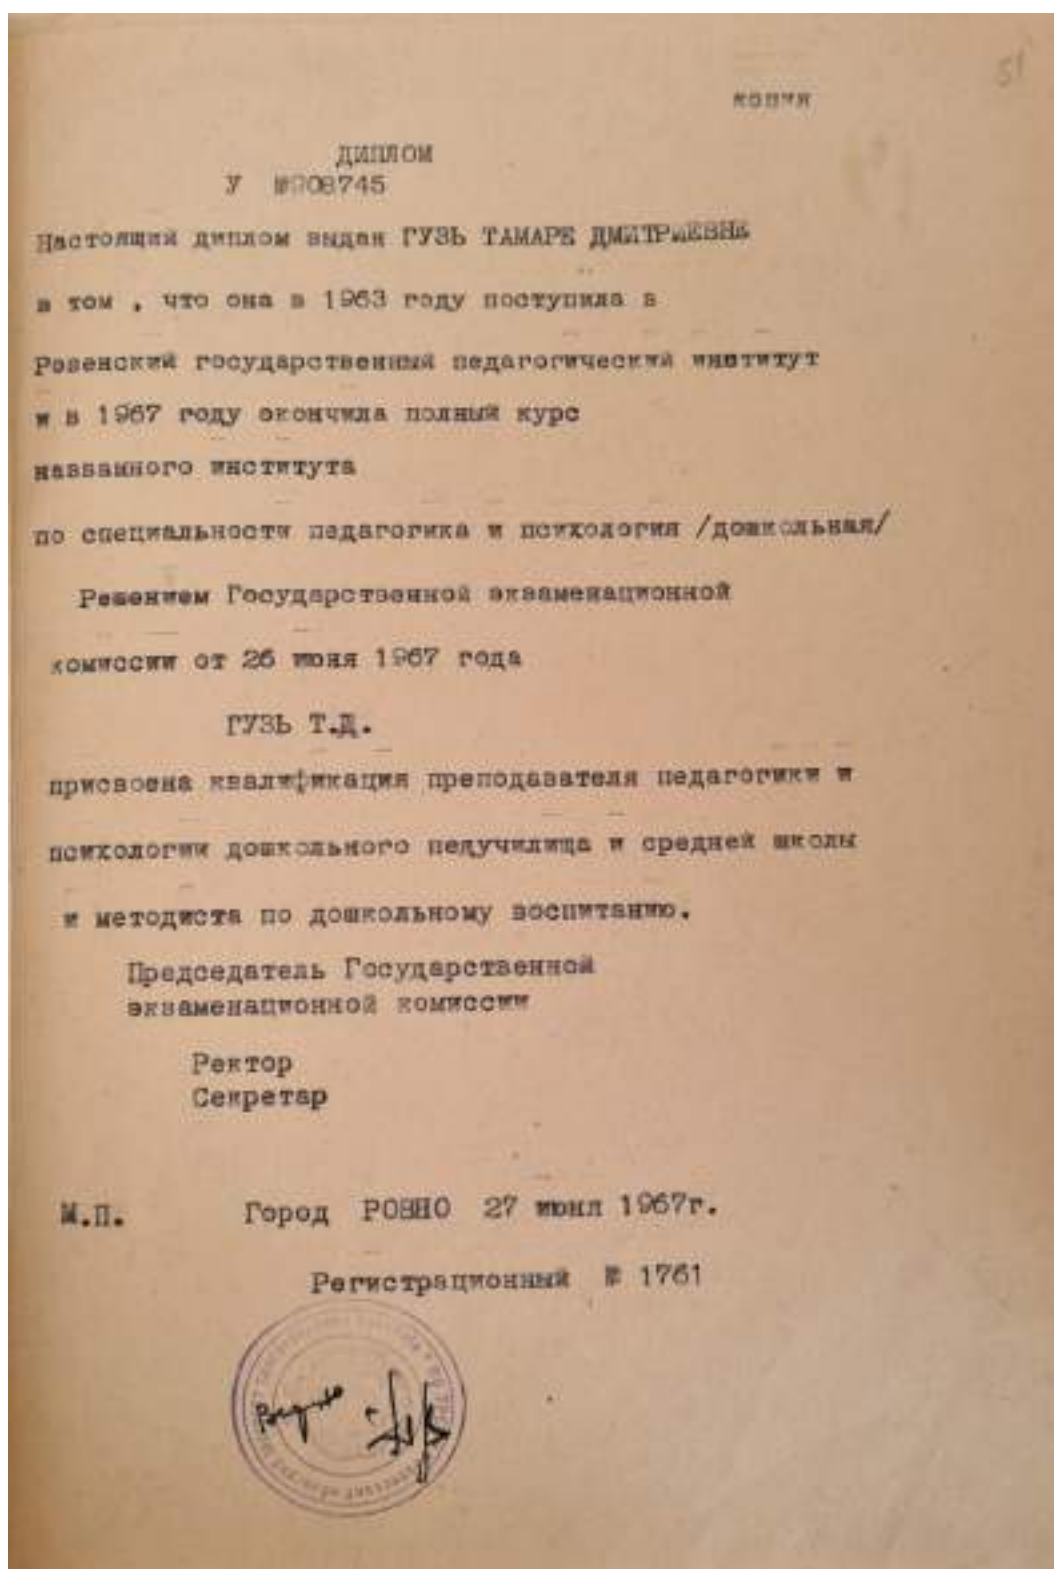 51
копия
ДИПЛОМ
У №908745
Настоящий диплом выдан ГУЗЬ ТАМАРЕ ДМИТРИЕВНЕ
в том , что она в 1963 году поступила в
Ровенский государственный педагогический институт
и в 1967 году окончила полный курс
названного института
по специальности педагогика и психология /дошкольная/
Решением Государственной экзаменационной
комиссии от 26 июня 1967 года
ГУЗЬ Т.Д.
присвоена квалификация преподавателя педагогики и
психологии дошкольного педучилища и средней школы
и методиста по дошкольному воспитанию.
Председатель Государственной
экзаменационной комиссии
Ректор
Секретар
М.П. Город РОВНО 27 июня 1967г.
Регистрационный № 1761